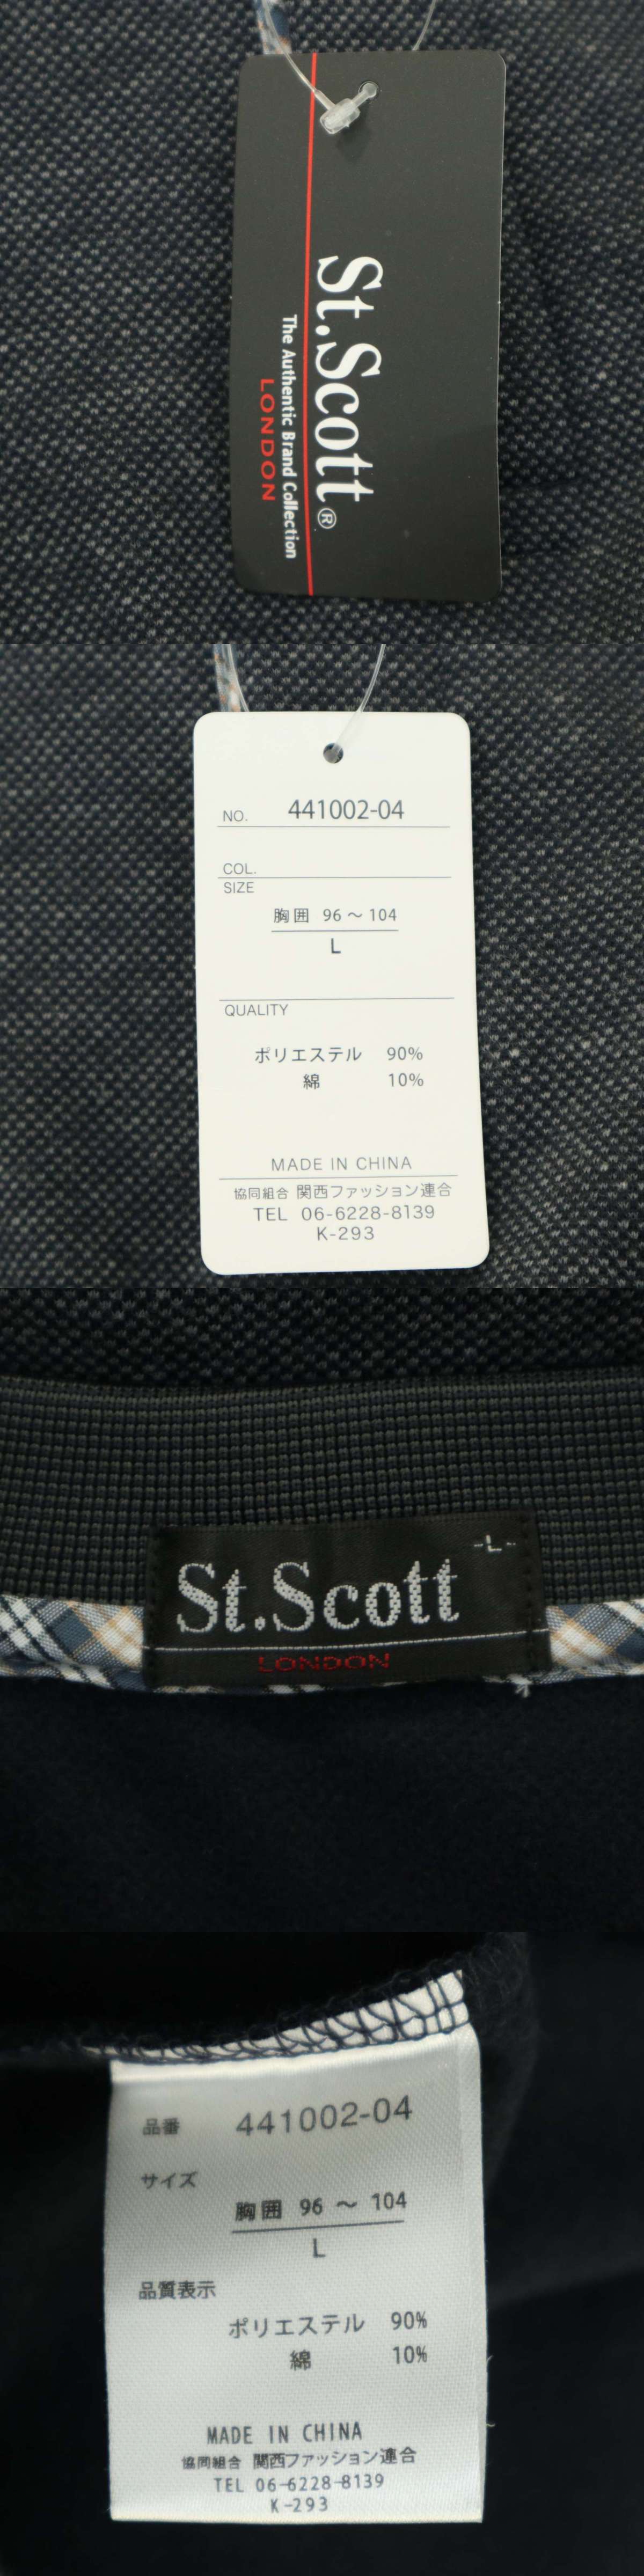 St.Scott®
The Authentic Brand Collection
LONDON
NO. 441002-04
COL.
SIZE
胸囲 96～104
L
QUALITY
ポリエステル 90%
綿 10%
MADE IN CHINA
協同組合 関西ファッション連合
TEL 06-6228-8139
K-293
-L-
St.Scott
LONDON
品番 441002-04
サイズ
胸囲 96 ～ 104
L
品質表示
ポリエステル 90%
綿 10%
MADE IN CHINA
協同組合 関西ファッション連合
TEL 06-6228-8139
K-293